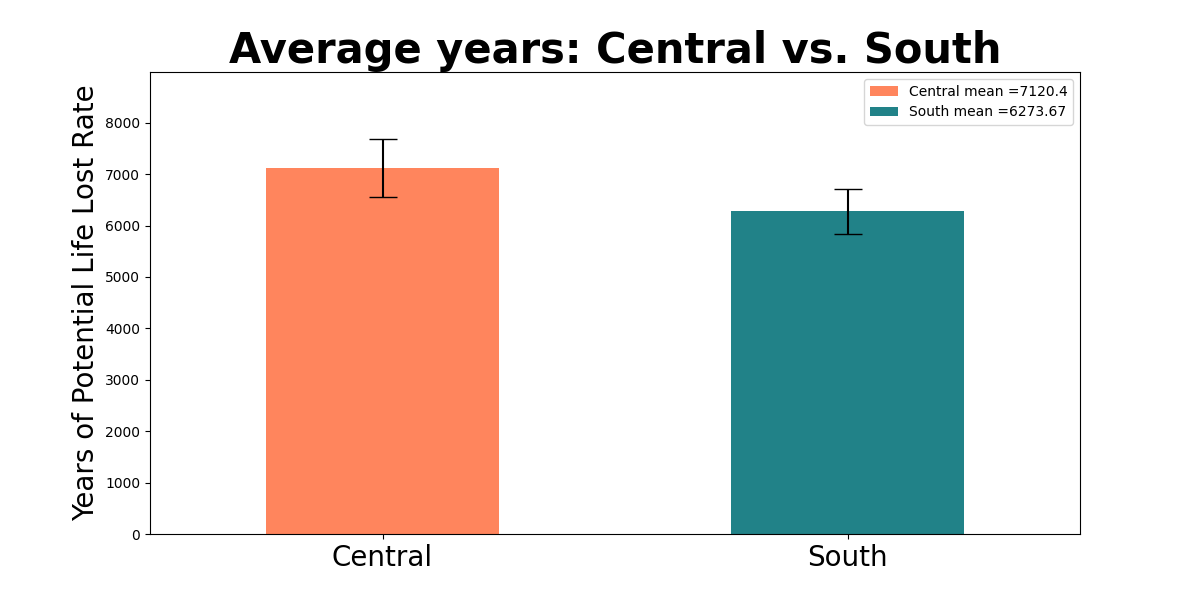 Average years: Central vs. South
Central mean =7120.4
South mean =6273.67
Years of Potential Life Lost Rate
8000
7000
6000
5000
4000
3000
2000
1000
0
Central
South